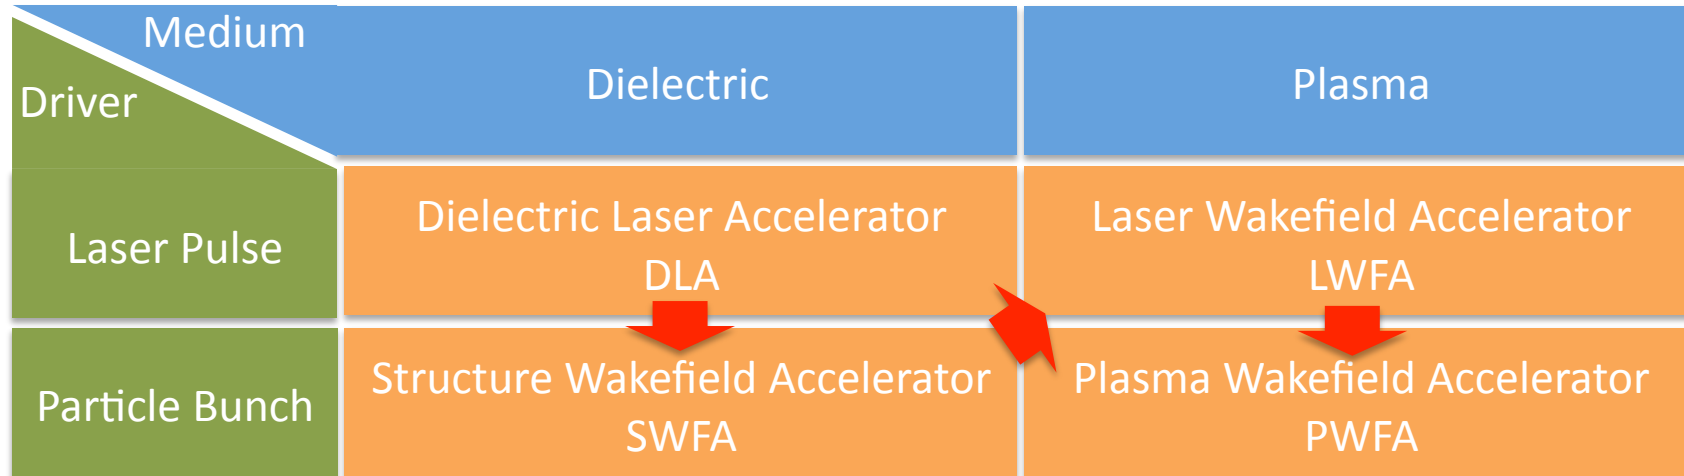 Medium
Driver
Dielectric
Plasma
Laser Pulse
Dielectric Laser Accelerator
DLA
Laser Wakefield Accelerator
LWFA
Particle Bunch
Structure Wakefield Accelerator
SWFA
Plasma Wakefield Accelerator
PWFA